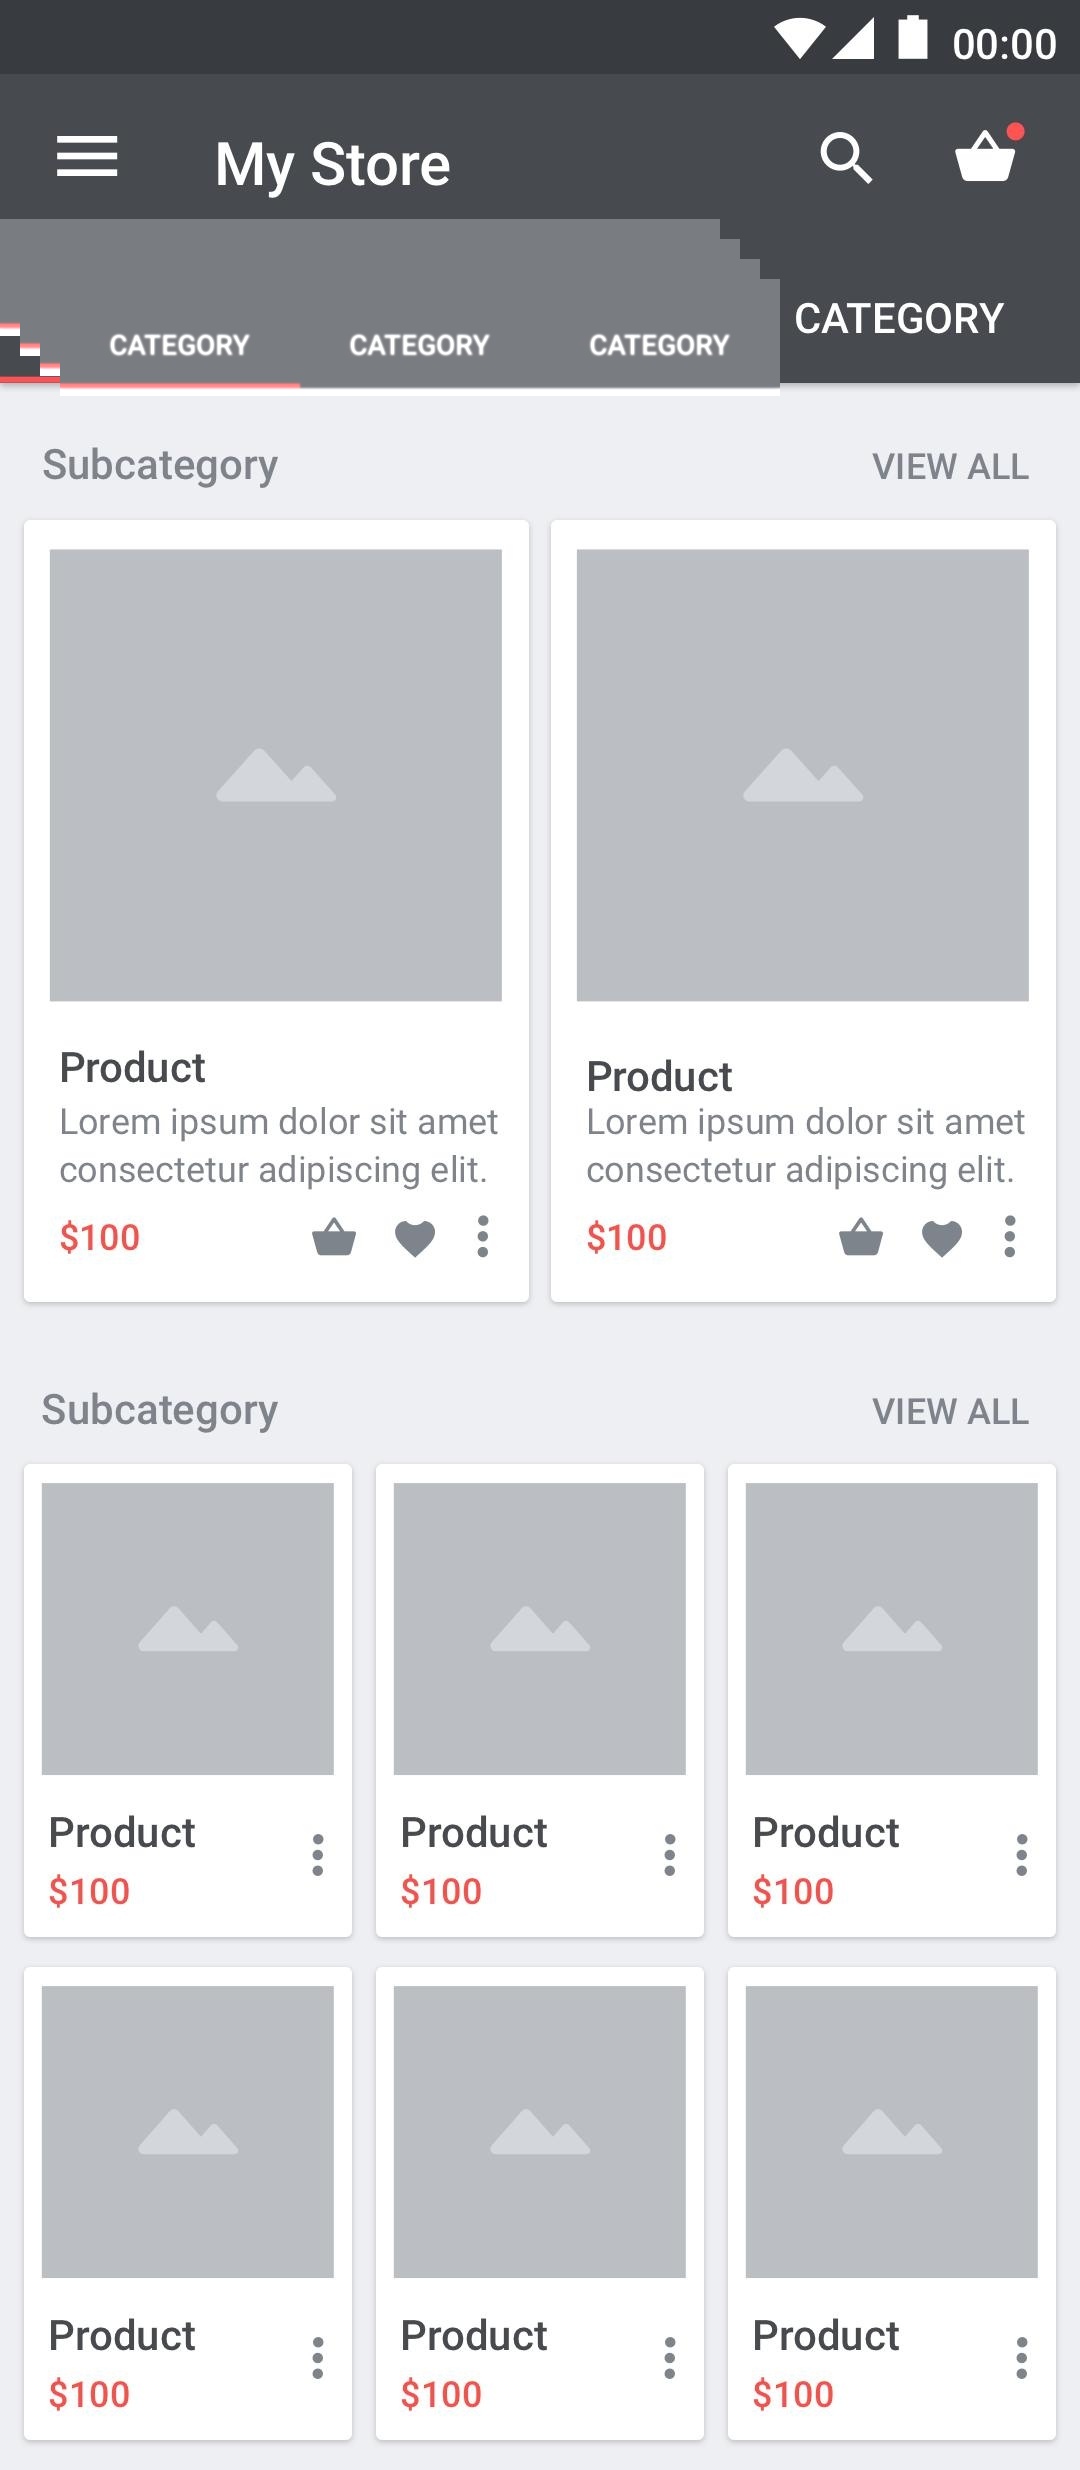 00:00
My Store
CATEGORY CATEGORY CATEGORY CATEGORY
Subcategory VIEW ALL
Product Product
Lorem ipsum dolor sit amet Lorem ipsum dolor sit amet
consectetur adipiscing elit. consectetur adipiscing elit.
$100 $100
Subcategory VIEW ALL
Product Product Product
$100 $100 $100
Product Product Product
$100 $100 $100